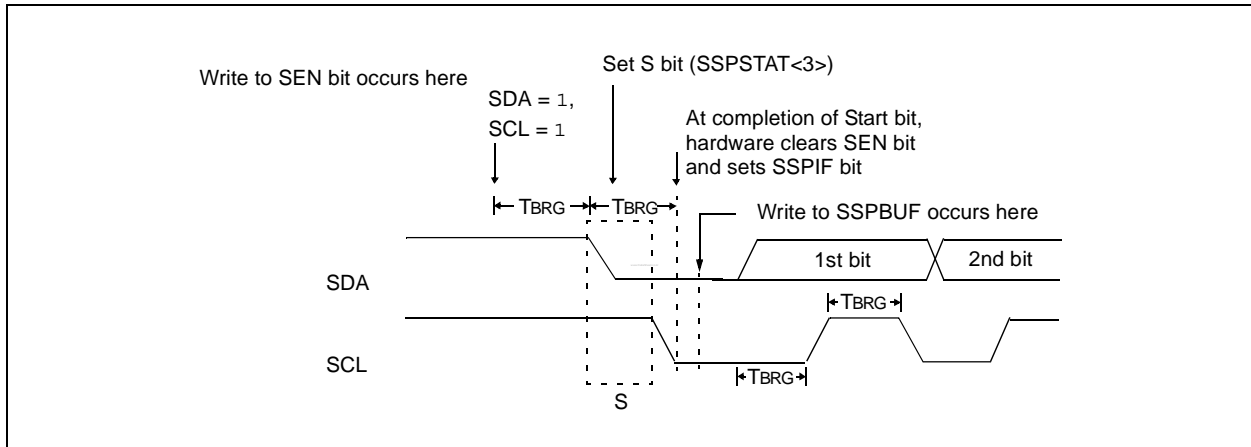 Write to SEN bit occurs here
Set S bit (SSPSTAT<3>)
SDA = 1,
SCL = 1
At completion of Start bit,
hardware clears SEN bit
and sets SSPIF bit
TBRG TBRG
Write to SSPBUF occurs here
SDA
1st bit 2nd bit
TBRG
SCL
TBRG
S